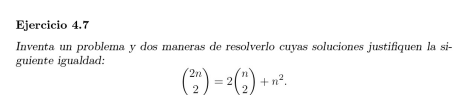 Ejercicio 4.7
Inventa un problema y dos maneras de resolverlo cuyas soluciones justifiquen la si-
guiente igualdad:
$$\binom{2n}{2} = 2\binom{n}{2} + n^2.$$